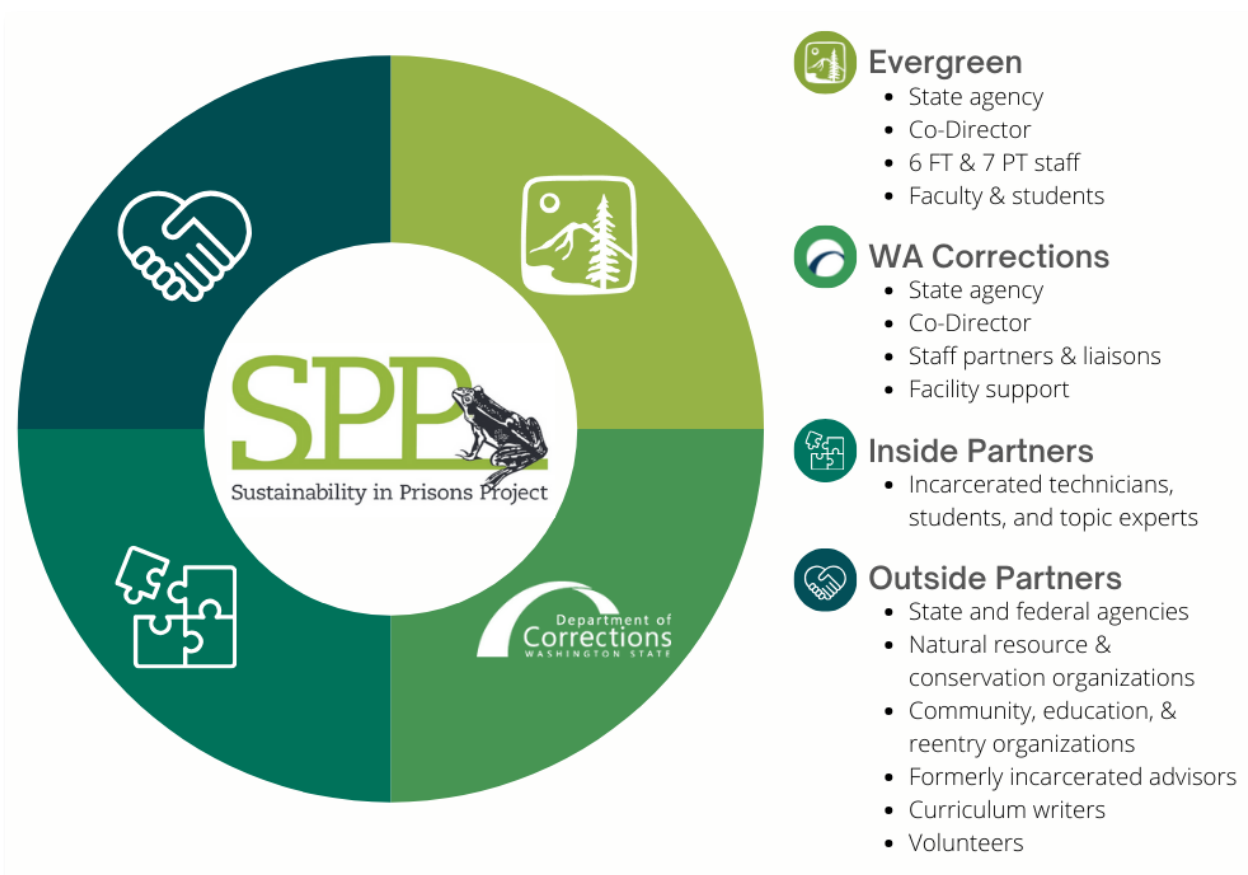 SPP
Sustainability in Prisons Project
Department of
Corrections
WASHINGTON STATE
Evergreen
• State agency
• Co-Director
• 6 FT & 7 PT staff
• Faculty & students
WA Corrections
• State agency
• Co-Director
• Staff partners & liaisons
• Facility support
Inside Partners
• Incarcerated technicians,
students, and topic experts
Outside Partners
• State and federal agencies
• Natural resource &
conservation organizations
• Community, education, &
reentry organizations
• Formerly incarcerated advisors
• Curriculum writers
• Volunteers